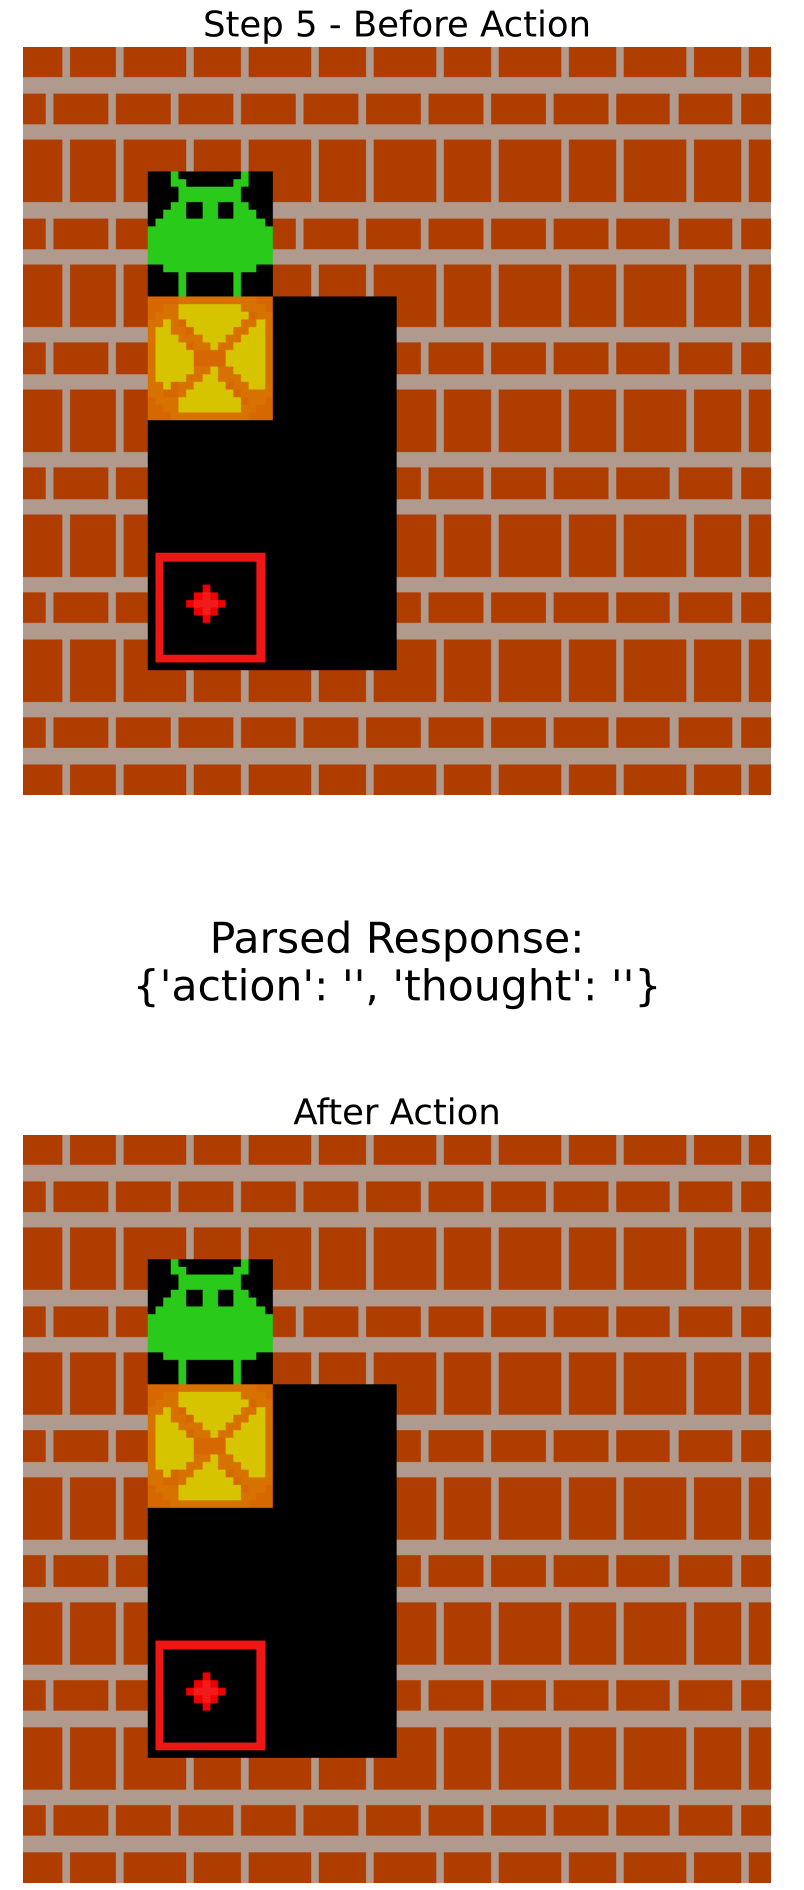 Step 5 - Before Action
Parsed Response:
{'action': '', 'thought': ''}
After Action